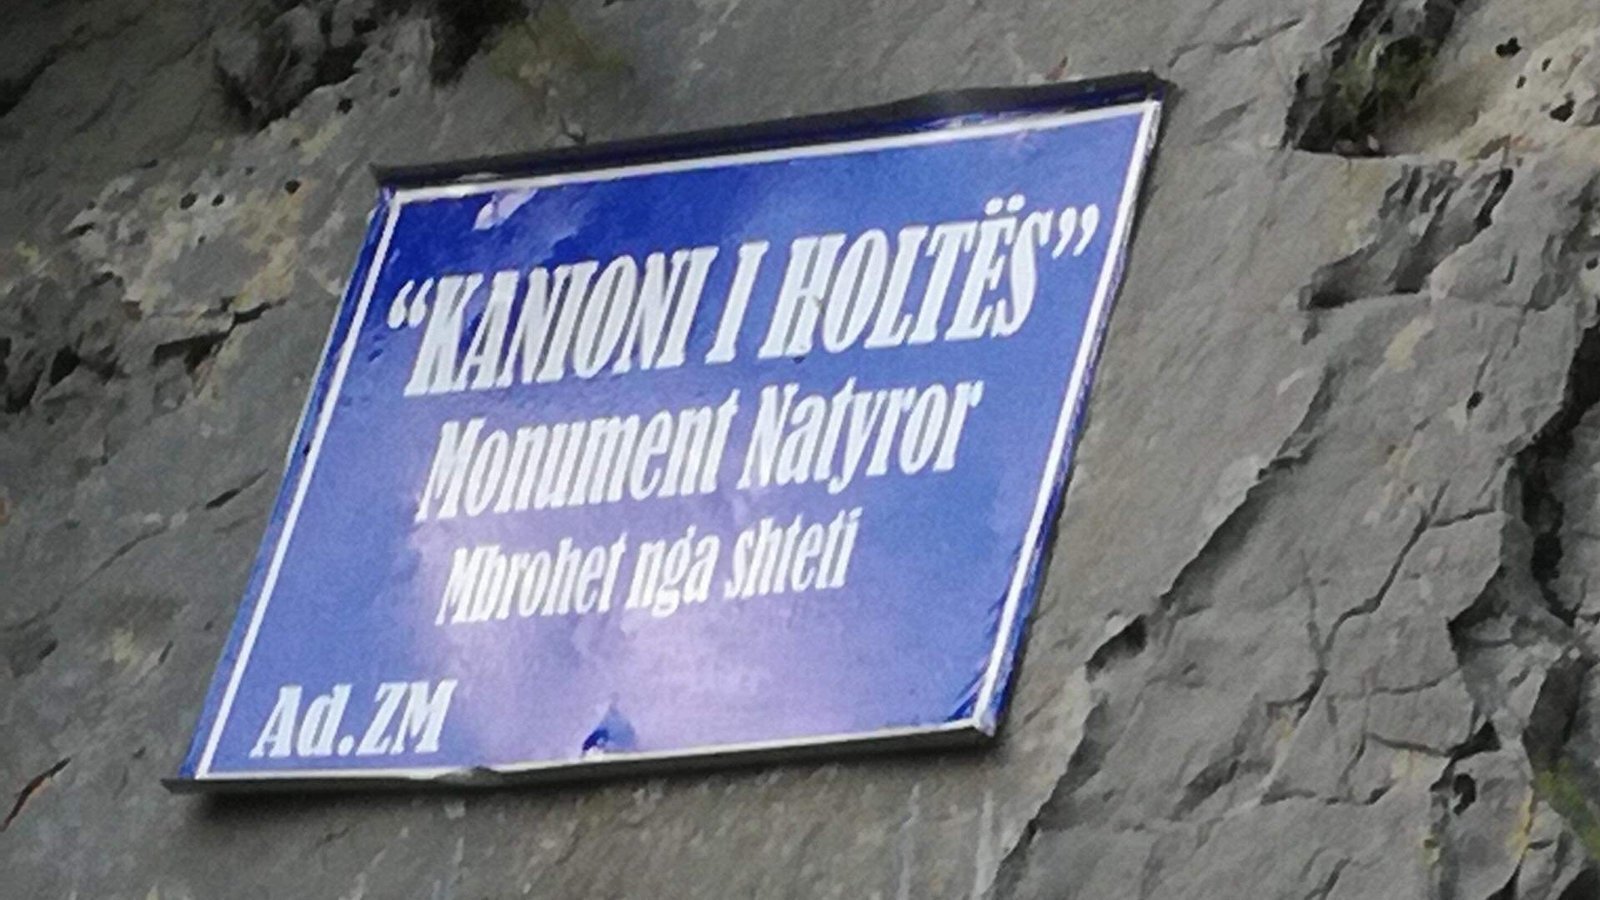 “KANIONI I HOLTËS”
Monument Natyror
Mbrohet nga shteti
Ad.ZM